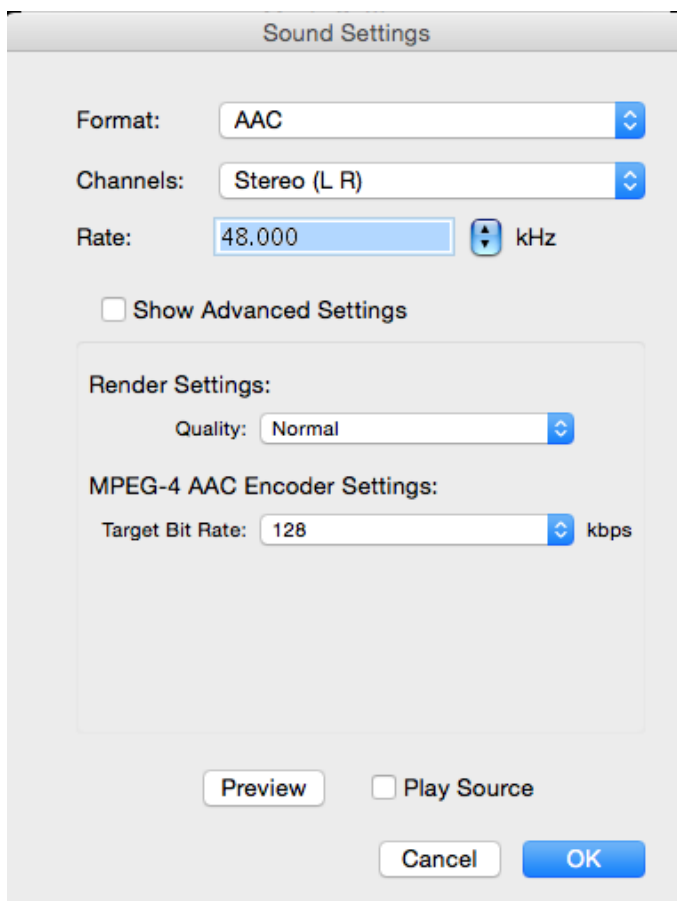 Sound Settings
Format: AAC
Channels: Stereo (L R)
Rate: 48.000 kHz
Show Advanced Settings
Render Settings:
Quality: Normal
MPEG-4 AAC Encoder Settings:
Target Bit Rate: 128 kbps
Preview Play Source
Cancel OK